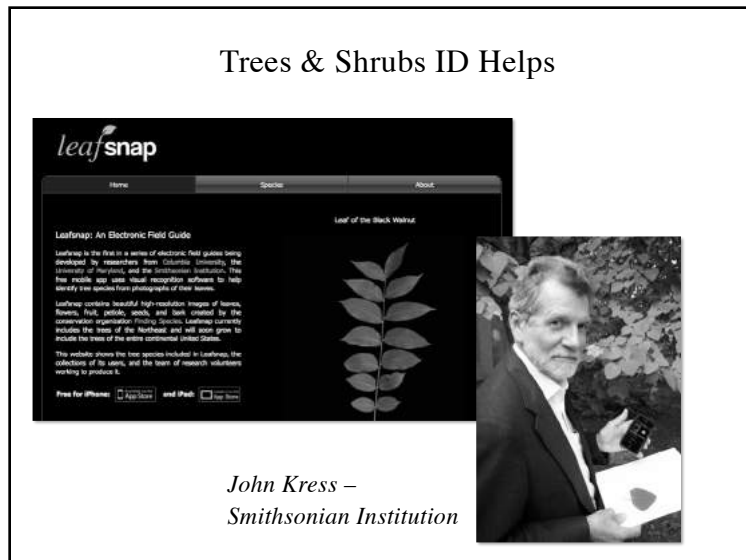 Trees & Shrubs ID Helps
leafsnap
Home Species About
Leaf of the Black Walnut
Leafsnap: An Electronic Field Guide
Leafsnap is the first in a series of electronic field guides being
developed by researchers from Columbia University, the
University of Maryland, and the Smithsonian Institution. This
free mobile app uses visual recognition software to help
identify tree species from photographs of their leaves.
Leafsnap contains beautiful high-resolution images of leaves,
flowers, fruit, petiole, seeds, and bark created by the
conservation organization Finding Species. Leafsnap currently
includes the trees of the Northeast and will soon grow to
include the trees of the entire continental United States.
This website shows the tree species included in Leafsnap, the
collections of its users, and the team of research volunteers
working to produce it.
Free for iPhone: App Store and iPad: App Store
John Kress –
Smithsonian Institution